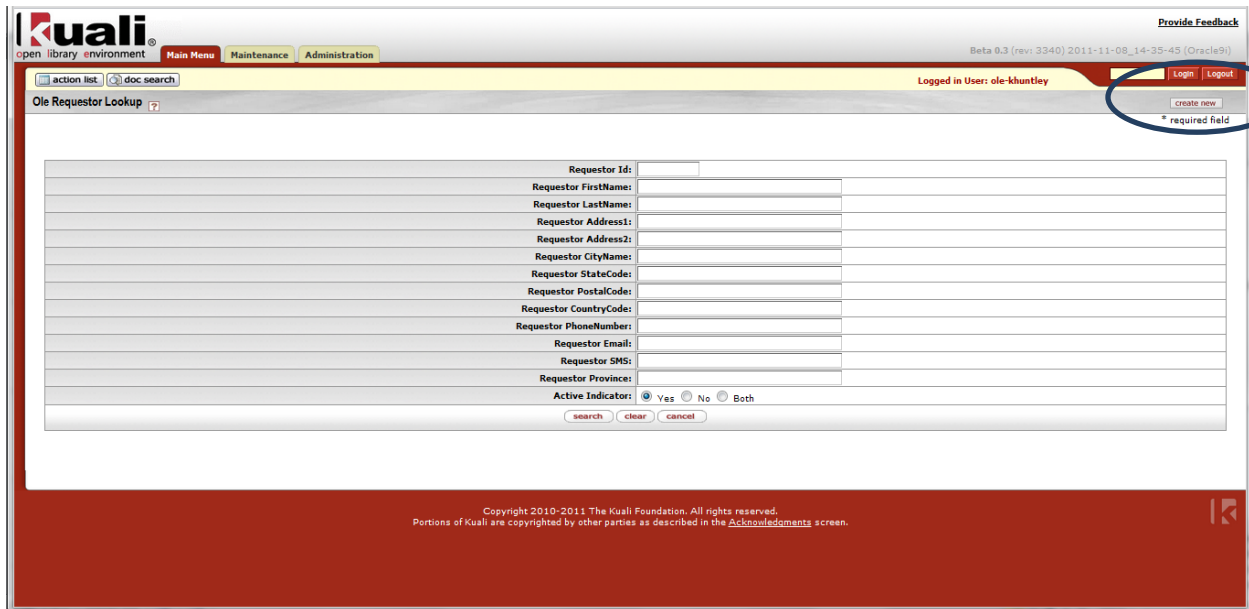 Kuali®
open library environment
Provide Feedback
Main Menu Maintenance Administration
Beta 0.3 (rev: 3340) 2011-11-08_14-35-45 (Oracle9i)
action list doc search
Logged in User: ole-khuntley
Login Logout
Ole Requestor Lookup ?
create new
* required field
Requestor Id:
Requestor FirstName:
Requestor LastName:
Requestor Address1:
Requestor Address2:
Requestor CityName:
Requestor StateCode:
Requestor PostalCode:
Requestor CountryCode:
Requestor PhoneNumber:
Requestor Email:
Requestor SMS:
Requestor Province:
Active Indicator: Yes No Both
search clear cancel
Copyright 2010-2011 The Kuali Foundation. All rights reserved.
Portions of Kuali are copyrighted by other parties as described in the Acknowledgments screen.